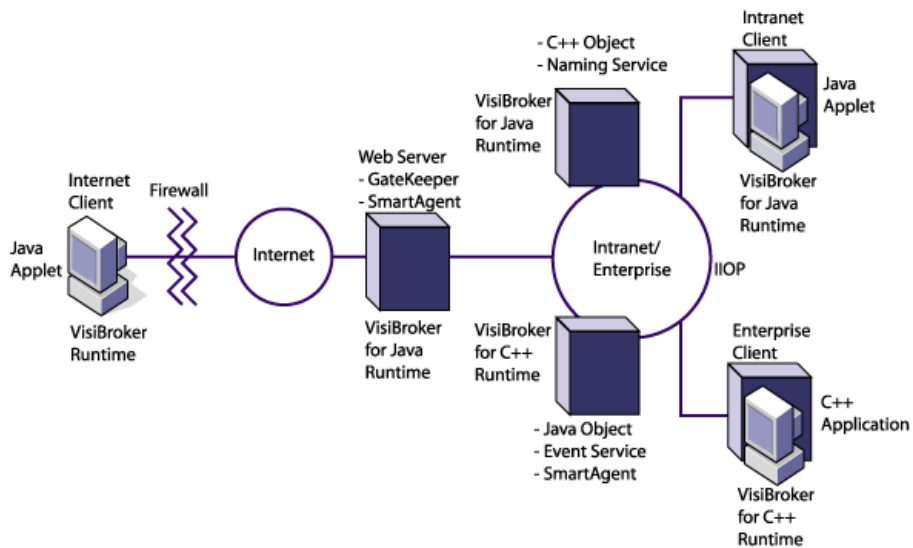 Internet
Client
Java
Applet
VisiBroker
Runtime
Firewall
Internet
Web Server
- GateKeeper
- SmartAgent
VisiBroker
for Java
Runtime
- C++ Object
- Naming Service
VisiBroker
for Java
Runtime
Intranet/
Enterprise
IIOP
VisiBroker
for C++
Runtime
- Java Object
- Event Service
- SmartAgent
Intranet
Client
Java
Applet
VisiBroker
for Java
Runtime
Enterprise
Client
C++
Application
VisiBroker
for C++
Runtime